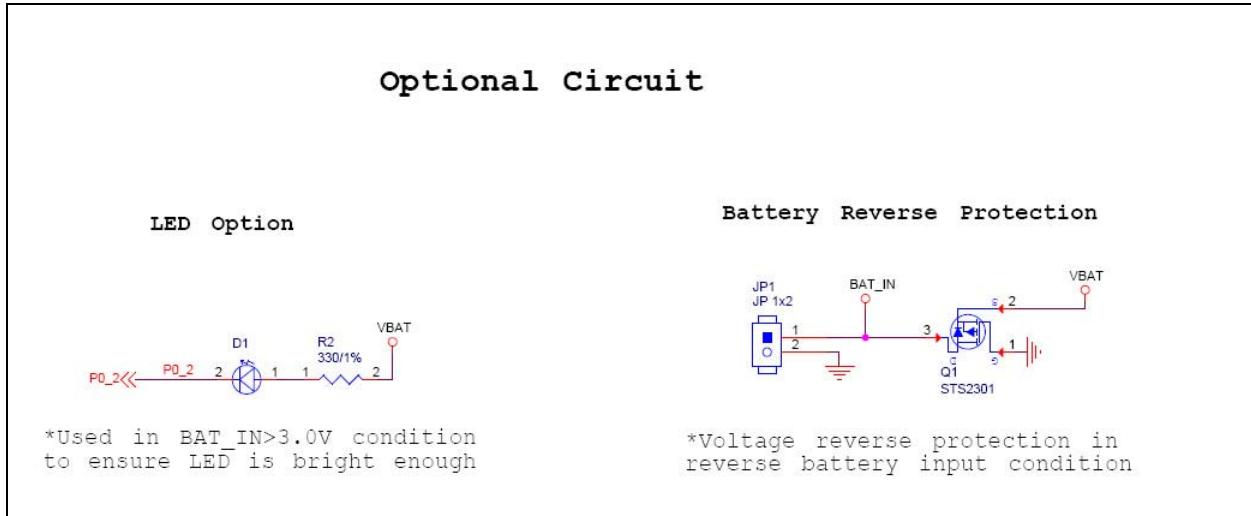 Optional Circuit
LED Option
Battery Reverse Protection
JP1
JP 1x2
BAT_IN
VBAT
1
2
3
S
2
1
D
G
Q1
STS2301
D1
R2
330/1%
VBAT
P0_2
P0_2
2
1
1
2
*Used in BAT_IN>3.0V condition
to ensure LED is bright enough
*Voltage reverse protection in
reverse battery input condition